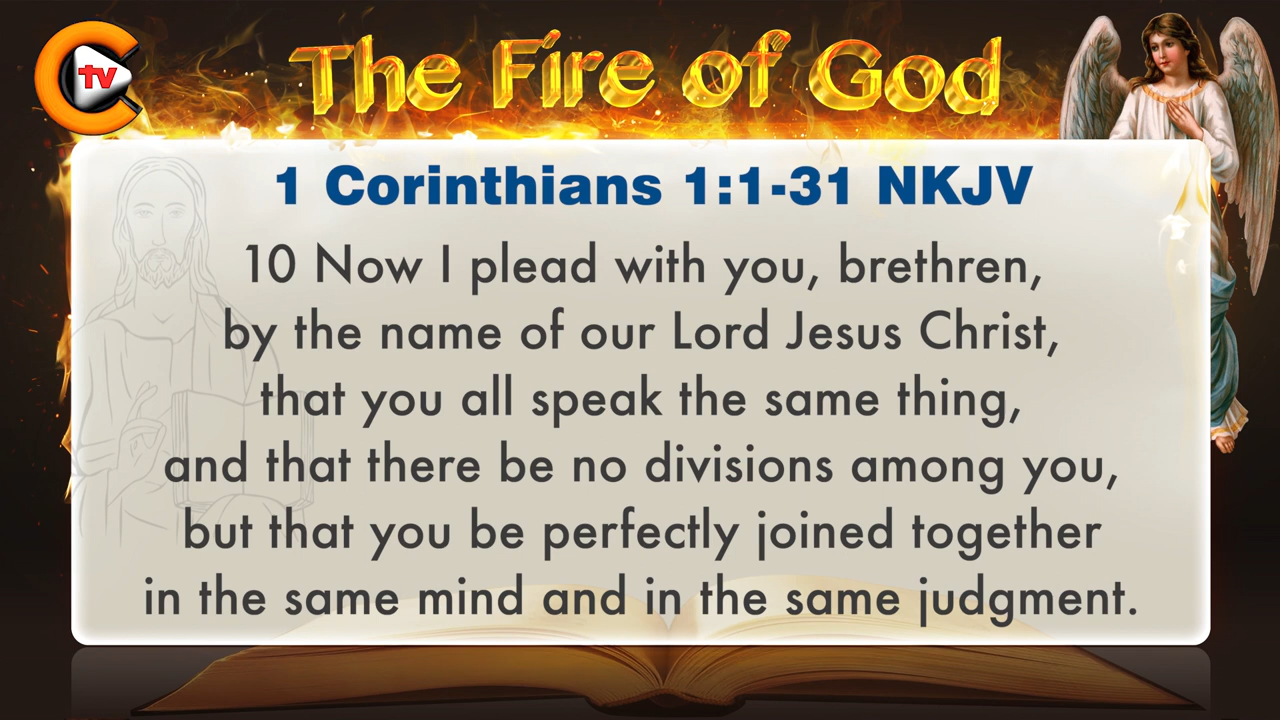 tv
The Fire of God
1 Corinthians 1:1-31 NKJV
10 Now I plead with you, brethren,
by the name of our Lord Jesus Christ,
that you all speak the same thing,
and that there be no divisions among you,
but that you be perfectly joined together
in the same mind and in the same judgment.